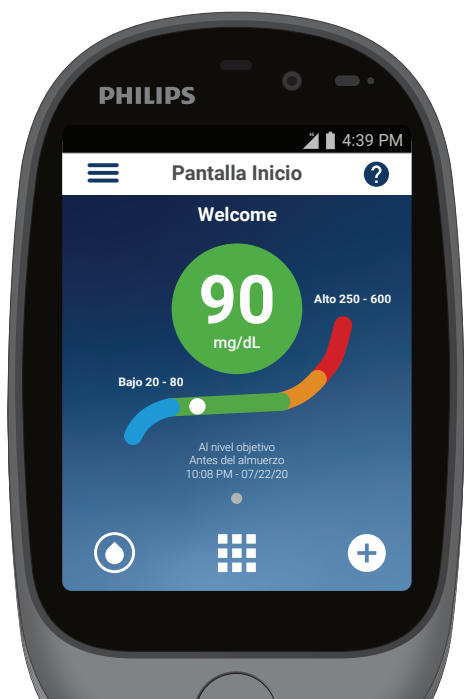 PHILIPS
4:39 PM
Pantalla Inicio
?
Welcome
90
mg/dL
Alto 250 - 600
Bajo 20 - 80
Al nivel objetivo
Antes del almuerzo
10:08 PM - 07/22/20